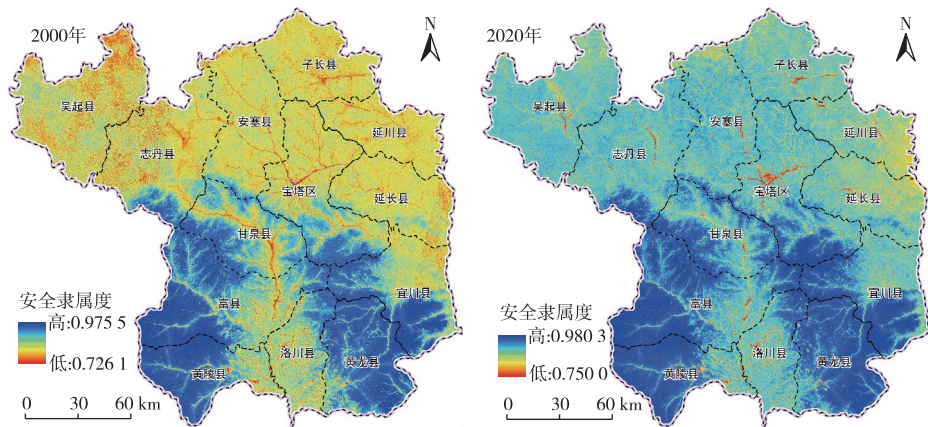 2000年
N
子长县
吴起县
安塞县
延川县
志丹县
宝塔区
延长县
甘泉县
宜川县
安全隶属度
高:0.975 5
低:0.726 1
富县
洛川县
黄陵县
黄龙县
0 30 60 km
2020年
N
子长县
吴起县
安塞县
延川县
志丹县
宝塔区
延长县
甘泉县
宜川县
安全隶属度
高:0.980 3
低:0.750 0
富县
洛川县
黄陵县
黄龙县
0 30 60 km